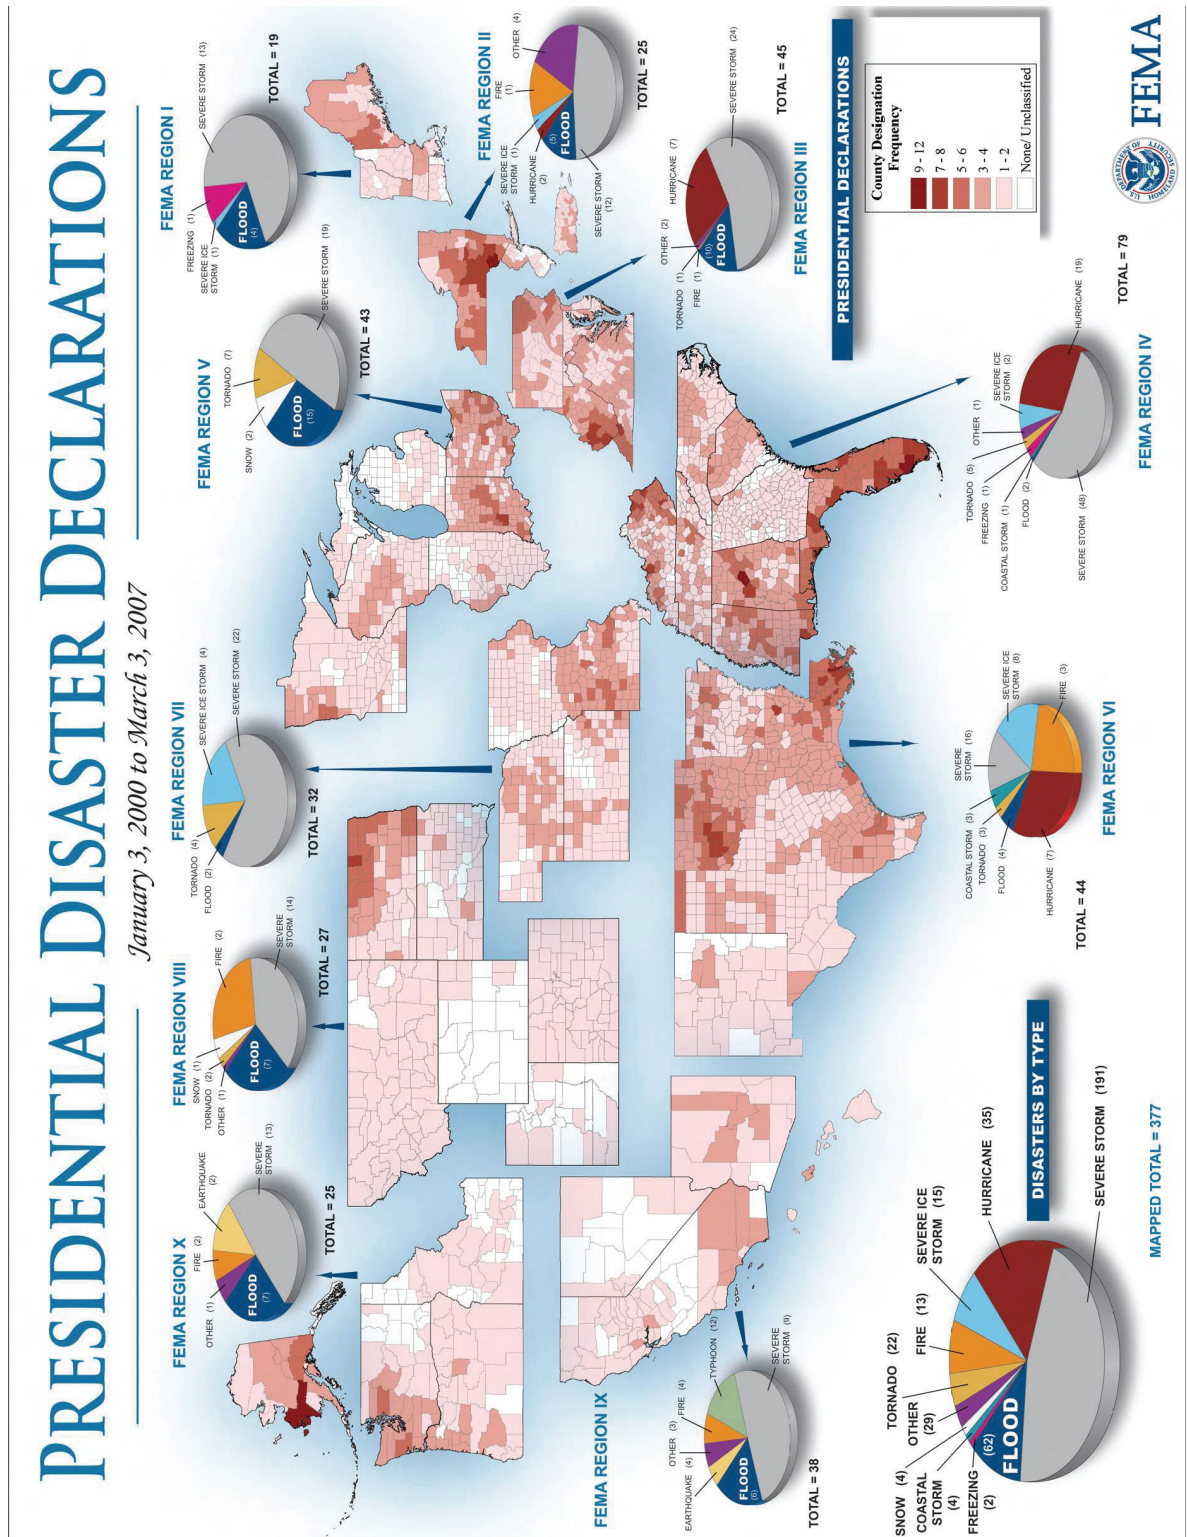 PRESIDENTIAL DISASTER DECLARATIONS
January 3, 2000 to March 3, 2007
FEMA REGION X
EARTHQUAKE
(2)
FIRE (2)
OTHER (1)
SEVERE
STORM (13)
FLOOD
(7)
TOTAL = 25
FEMA REGION VIII
FIRE (2)
SNOW (1)
TORNADO (2)
OTHER (1)
SEVERE
STORM (14)
FLOOD
(7)
TOTAL = 27
FEMA REGION VII
SEVERE ICE STORM (4)
TORNADO (4)
FLOOD (2)
SEVERE STORM (22)
TOTAL = 32
FEMA REGION V
TORNADO (7)
SNOW (2)
SEVERE STORM (19)
FLOOD
(15)
TOTAL = 43
FEMA REGION I
SEVERE STORM (13)
FREEZING (1)
SEVERE ICE
STORM (1)
FLOOD
(4)
TOTAL = 19
FEMA REGION II
OTHER (4)
FIRE
(1)
SEVERE ICE
STORM (1)
HURRICANE
(2)
FLOOD
(5)
SEVERE STORM
(12)
TOTAL = 25
FEMA REGION III
SEVERE STORM (24)
HURRICANE (7)
OTHER (2)
TORNADO (1)
FIRE (1)
FLOOD
(10)
TOTAL = 45
FEMA REGION IX
TYPHOON (12)
FIRE (4)
OTHER (3)
EARTHQUAKE (4)
SEVERE
STORM (9)
FLOOD
(6)
TOTAL = 38
FEMA REGION VI
SEVERE ICE
STORM (8)
SEVERE
STORM (16)
FIRE (3)
COASTAL STORM (3)
TORNADO (3)
FLOOD (4)
HURRICANE (7)
TOTAL = 44
FEMA REGION IV
HURRICANE (19)
SEVERE ICE
STORM (2)
OTHER (1)
TORNADO (5)
FREEZING (1)
COASTAL STORM (1)
FLOOD (2)
SEVERE STORM (48)
TOTAL = 79
PRESIDENTIAL DECLARATIONS
County Designation
Frequency
9 - 12
7 - 8
5 - 6
3 - 4
1 - 2
None/ Unclassified
DISASTERS BY TYPE
HURRICANE (35)
SEVERE ICE
STORM (15)
FIRE (13)
TORNADO (22)
OTHER
(29)
SNOW (4)
COASTAL
STORM
(4)
FREEZING
(2)
(62)
FLOOD
SEVERE STORM (191)
MAPPED TOTAL = 377
U.S. DEPARTMENT OF
HOMELAND SECURITY
FEMA